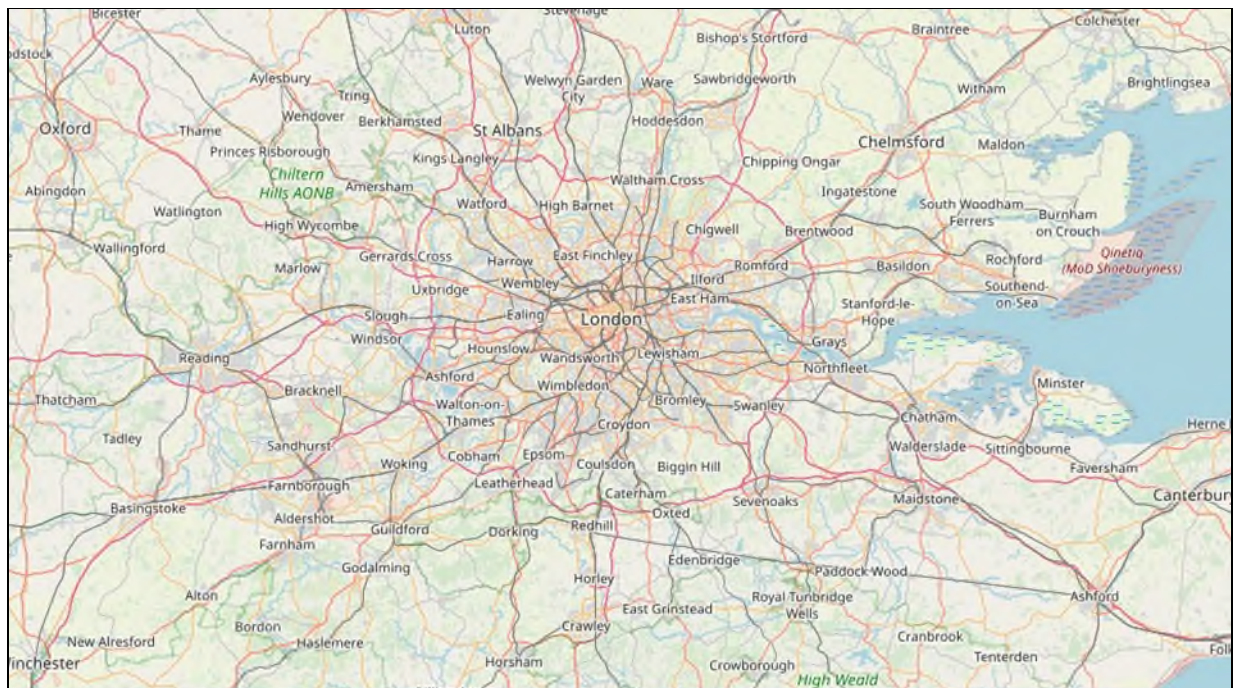 Bicester
Luton
Stevenage
Bishop's Stortford
Braintree
Colchester
Aylesbury
Tring
Welwyn Garden
City
Ware
Sawbridgeworth
Witham
Brightlingsea
Wendover
Berkhamsted
Hoddesdon
Oxford
Thame
St Albans
Chelmsford
Maldon
Princes Risborough
Kings Langley
Chipping Ongar
Chiltern
Hills AONB
Amersham
Waltham Cross
Ingatestone
Abingdon
Watlington
Watford
High Barnet
South Woodham
Ferrers
Burnham
on Crouch
High Wycombe
Chigwell
Brentwood
Wallingford
Gerrards Cross
Harrow
East Finchley
Qinetiq
(MoD Shoeburyness)
Marlow
Romford
Basildon
Rochford
Uxbridge
Wembley
Ilford
East Ham
Southend-
on-Sea
Slough
Ealing
London
Stanford-le-
Hope
Windsor
Hounslow
Wandsworth
Lewisham
Grays
Reading
Northfleet
Bracknell
Ashford
Wimbledon
Minster
Thatcham
Walton-on-
Thames
Bromley
Swanley
Chatham
Croydon
Herne
Tadley
Sandhurst
Walderslade
Sittingbourne
Woking
Cobham
Epsom
Coulsdon
Biggin Hill
Faversham
Farnborough
Leatherhead
Caterham
Sevenoaks
Maidstone
Canterbur
Basingstoke
Aldershot
Guildford
Dorking
Redhill
Oxted
Farnham
Godalming
Edenbridge
Paddock Wood
Horley
Alton
East Grinstead
Royal Tunbridge
Wells
Ashford
Bordon
Crawley
Cranbrook
New Alresford
Haslemere
Folk
Winchester
Horsham
Crowborough
Tenterden
High Weald